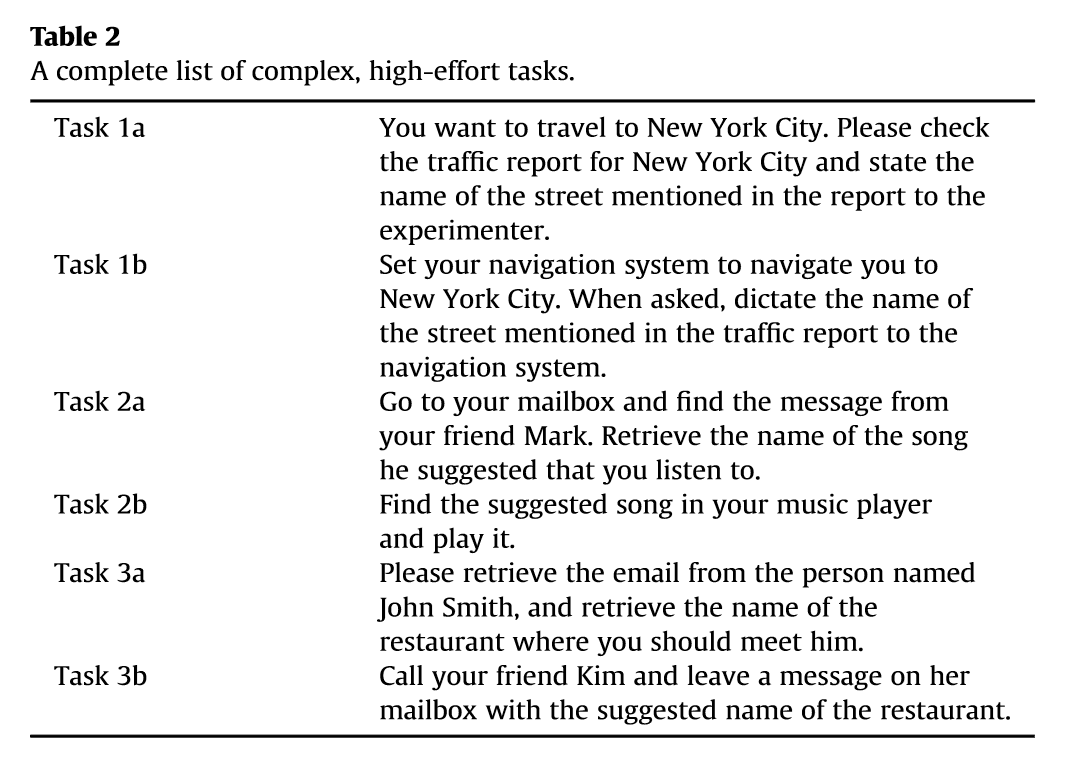 Table 2
A complete list of complex, high-effort tasks.
Task 1a You want to travel to New York City. Please check
the traffic report for New York City and state the
name of the street mentioned in the report to the
experimenter.
Task 1b Set your navigation system to navigate you to
New York City. When asked, dictate the name of
the street mentioned in the traffic report to the
navigation system.
Task 2a Go to your mailbox and find the message from
your friend Mark. Retrieve the name of the song
he suggested that you listen to.
Task 2b Find the suggested song in your music player
and play it.
Task 3a Please retrieve the email from the person named
John Smith, and retrieve the name of the
restaurant where you should meet him.
Task 3b Call your friend Kim and leave a message on her
mailbox with the suggested name of the restaurant.